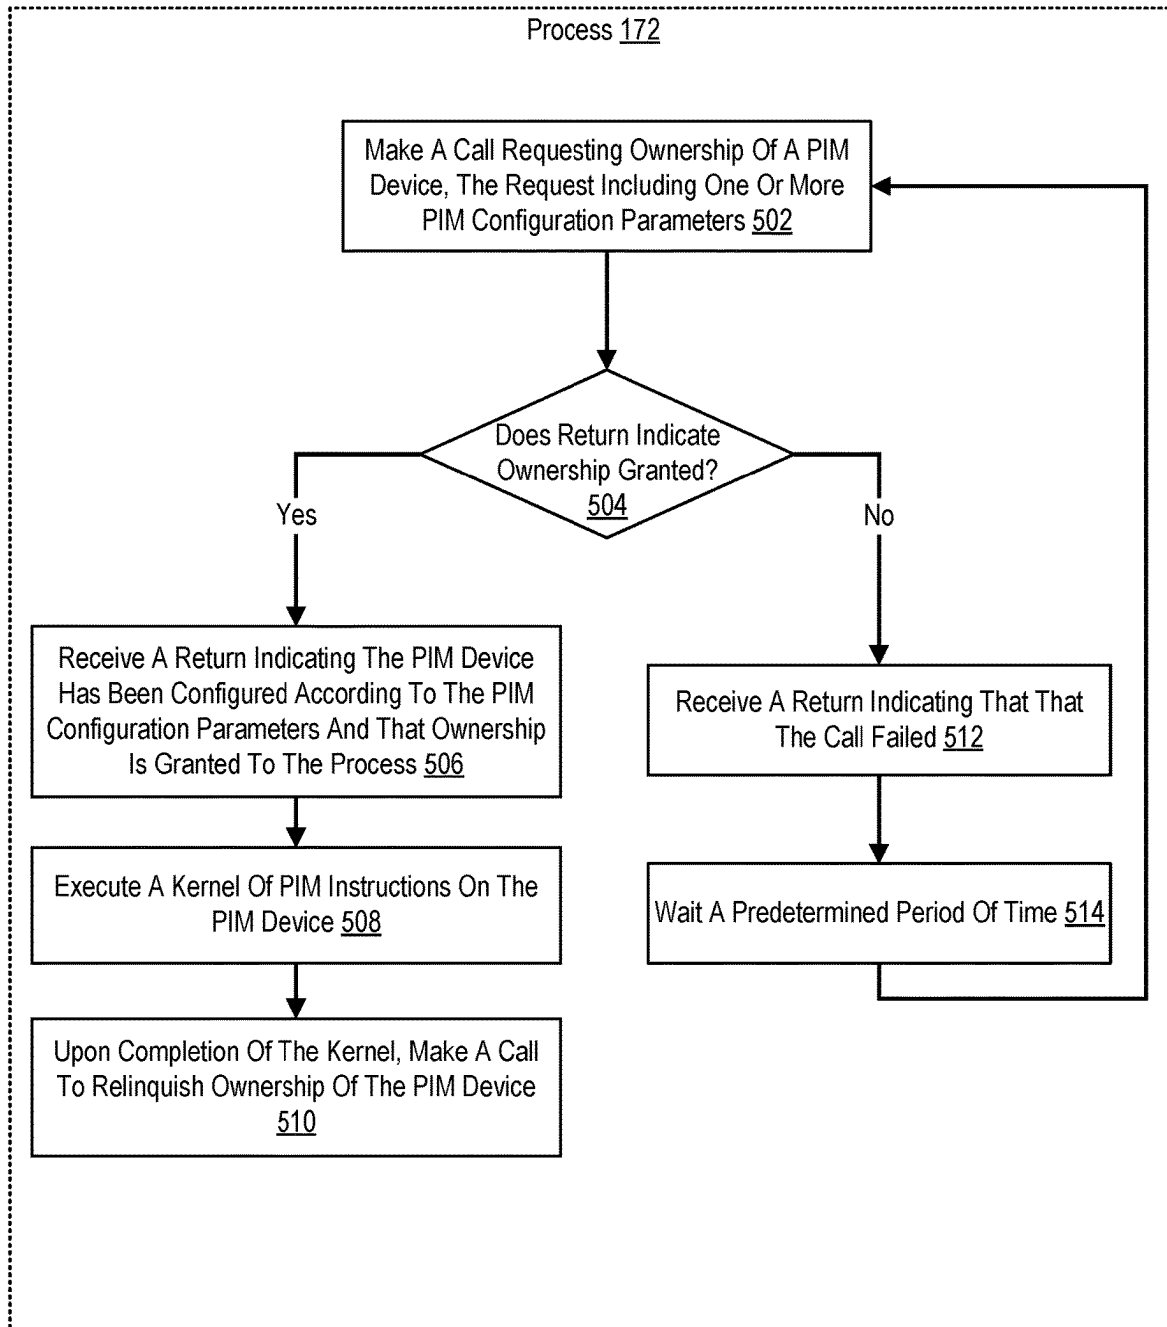 Process 172
Make A Call Requesting Ownership Of A PIM
Device, The Request Including One Or More
PIM Configuration Parameters 502
Does Return Indicate
Ownership Granted?
504
Yes
No
Receive A Return Indicating The PIM Device
Has Been Configured According To The PIM
Configuration Parameters And That Ownership
Is Granted To The Process 506
Receive A Return Indicating That That
The Call Failed 512
Execute A Kernel Of PIM Instructions On The
PIM Device 508
Wait A Predetermined Period Of Time 514
Upon Completion Of The Kernel, Make A Call
To Relinquish Ownership Of The PIM Device
510